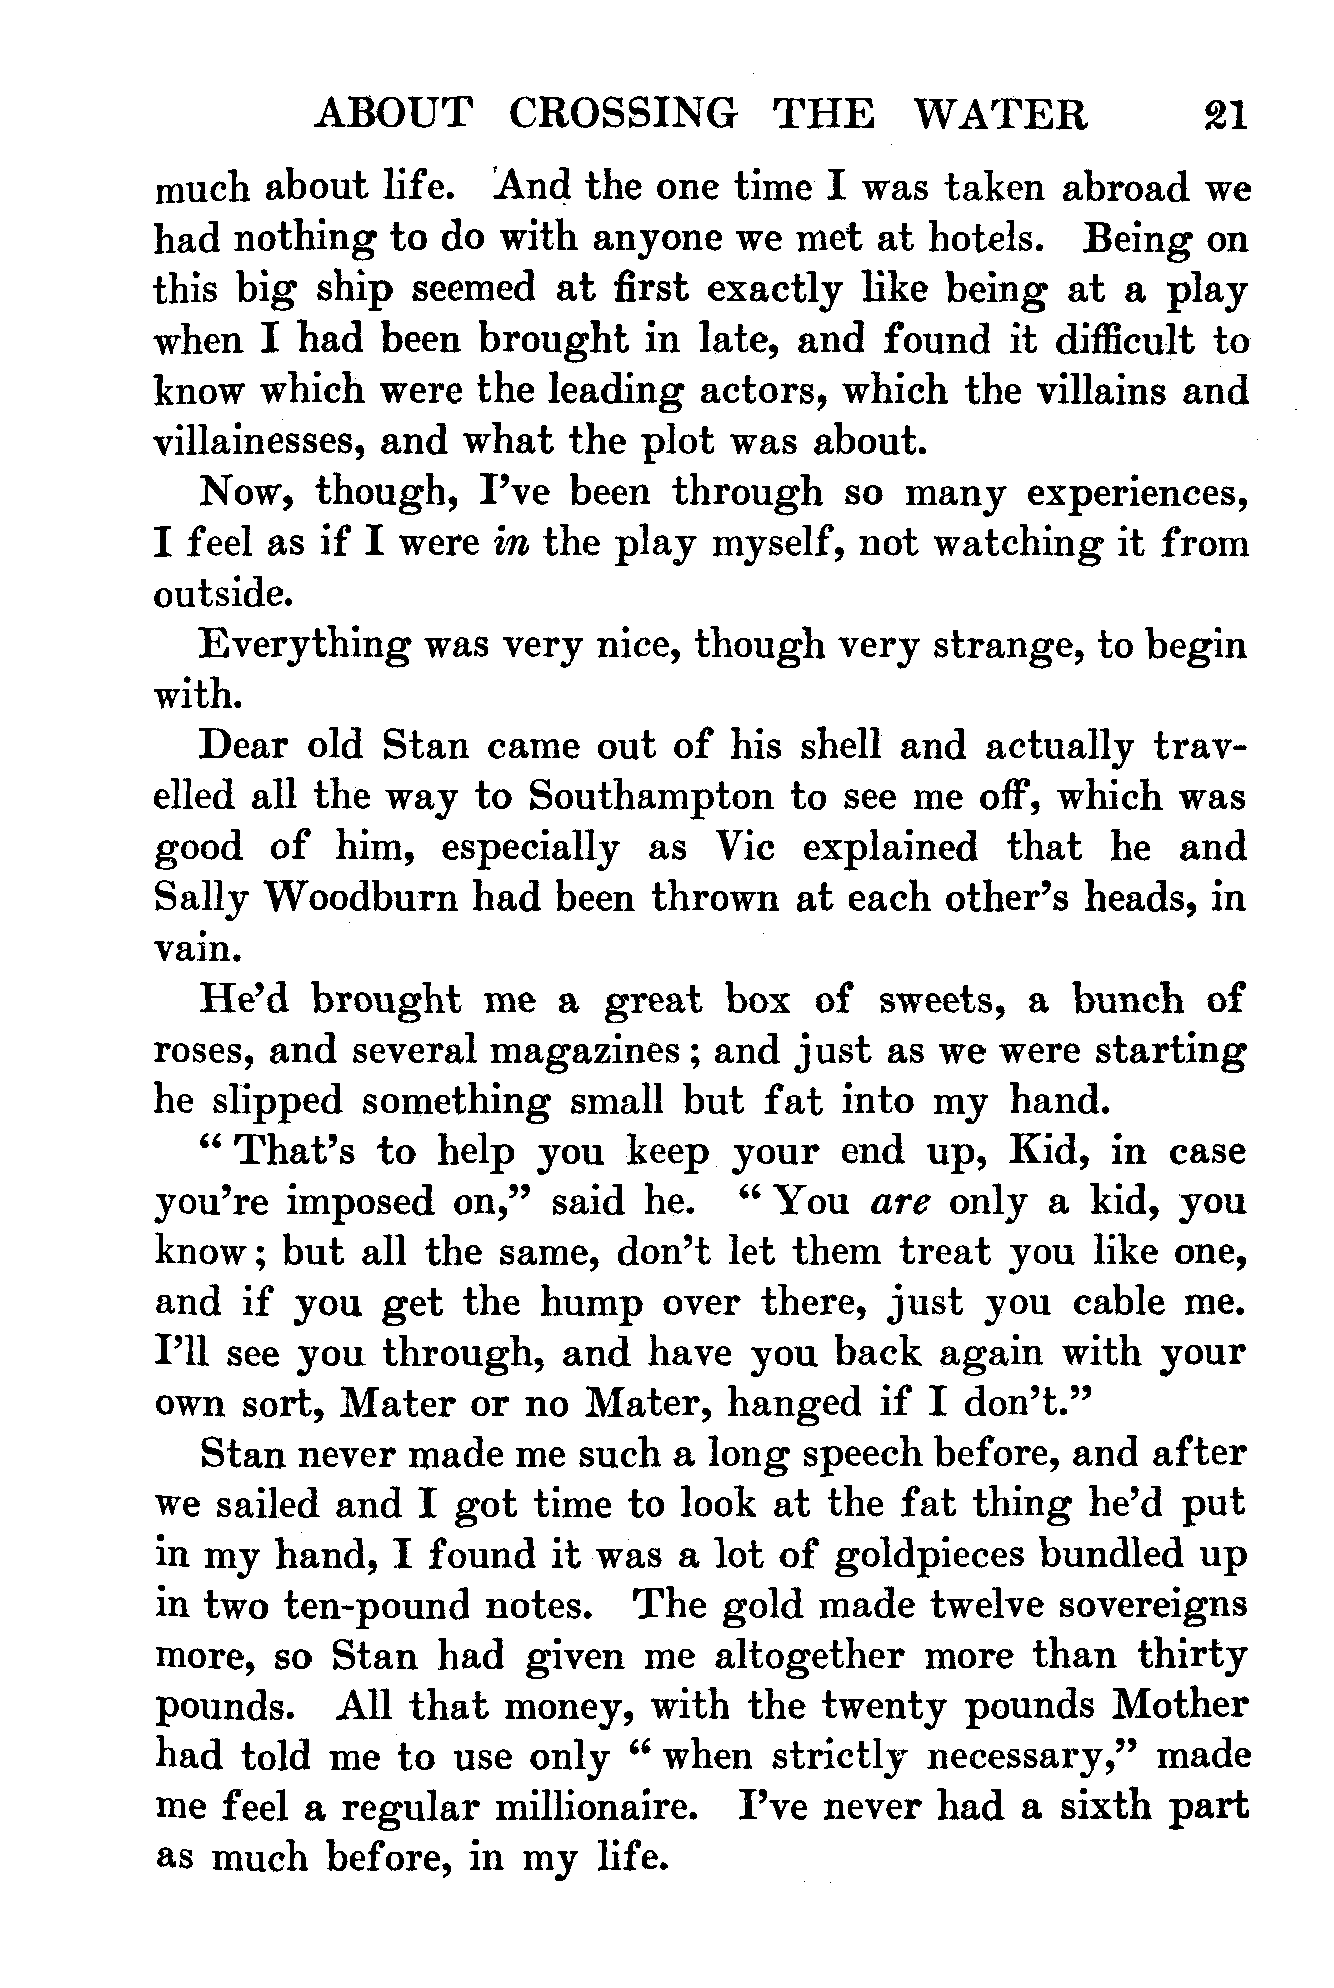 ABOUT CROSSING THE WATER 21
much about life. And the one time I was taken abroad we
had nothing to do with anyone we met at hotels. Being on
this big ship seemed at first exactly like being at a play
when I had been brought in late, and found it difficult to
know which were the leading actors, which the villains and
villainesses, and what the plot was about.
Now, though, I've been through so many experiences,
I feel as if I were in the play myself, not watching it from
outside.
Everything was very nice, though very strange, to begin
with.
Dear old Stan came out of his shell and actually trav-
elled all the way to Southampton to see me off, which was
good of him, especially as Vic explained that he and
Sally Woodburn had been thrown at each other's heads, in
vain.
He'd brought me a great box of sweets, a bunch of
roses, and several magazines; and just as we were starting
he slipped something small but fat into my hand.
"That's to help you keep your end up, Kid, in case
you're imposed on," said he. "You are only a kid, you
know; but all the same, don't let them treat you like one,
and if you get the hump over there, just you cable me.
I'll see you through, and have you back again with your
own sort, Mater or no Mater, hanged if I don't."
Stan never made me such a long speech before, and after
we sailed and I got time to look at the fat thing he'd put
in my hand, I found it was a lot of goldpieces bundled up
in two ten-pound notes. The gold made twelve sovereigns
more, so Stan had given me altogether more than thirty
pounds. All that money, with the twenty pounds Mother
had told me to use only "when strictly necessary," made
me feel a regular millionaire. I've never had a sixth part
as much before, in my life.